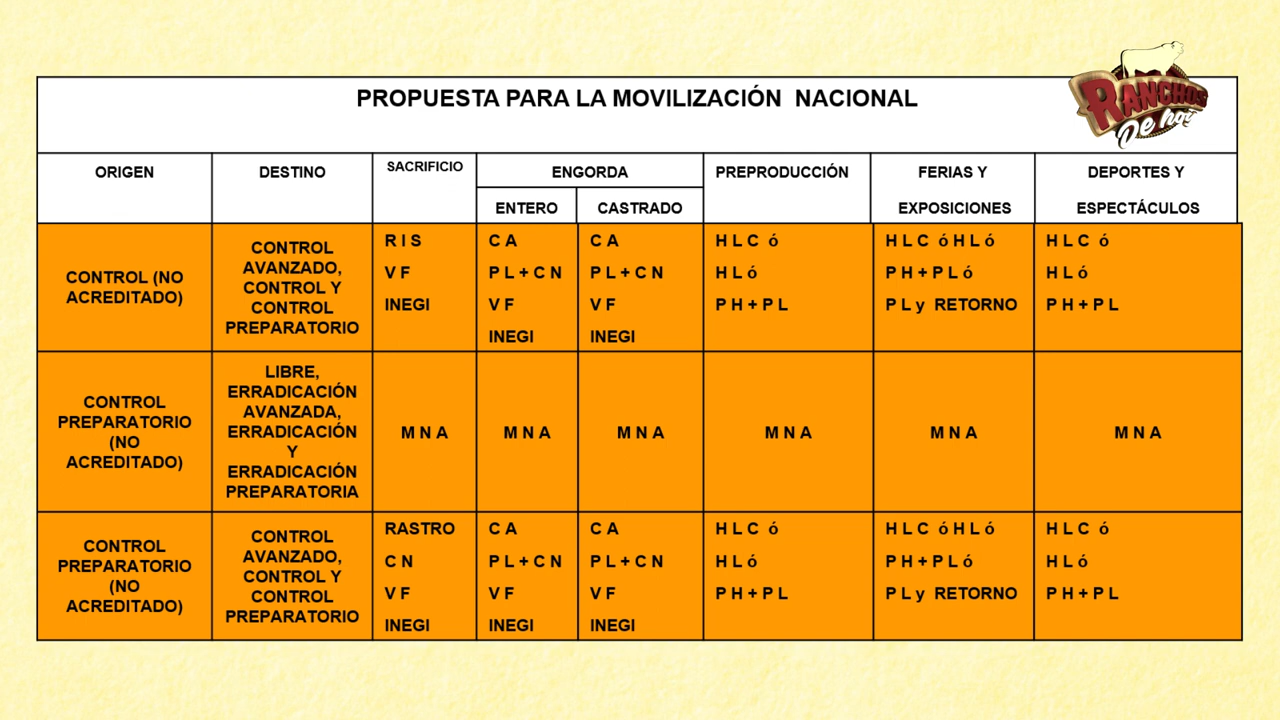 PROPUESTA PARA LA MOVILIZACIÓN NACIONAL
RANCHOS
De hoy
ORIGEN
DESTINO
SACRIFICIO
ENGORDA
ENTERO
CASTRADO
PREPRODUCCIÓN
FERIAS Y
EXPOSICIONES
DEPORTES Y
ESPECTÁCULOS
CONTROL (NO
ACREDITADO)
CONTROL
AVANZADO,
CONTROL Y
CONTROL
PREPARATORIO
R I S
V F
INEGI
C A
P L + C N
V F
INEGI
C A
P L + C N
V F
INEGI
H L C ó
H L ó
P H + P L
H L C ó H L ó
P H + P L ó
P L y RETORNO
H L C ó
H L ó
P H + P L
CONTROL
PREPARATORIO
(NO
ACREDITADO)
LIBRE,
ERRADICACIÓN
AVANZADA,
ERRADICACIÓN
Y
ERRADICACIÓN
PREPARATORIA
M N A
M N A
M N A
M N A
M N A
M N A
CONTROL
PREPARATORIO
(NO
ACREDITADO)
CONTROL
AVANZADO,
CONTROL Y
CONTROL
PREPARATORIO
RASTRO
C N
V F
INEGI
C A
P L + C N
V F
INEGI
C A
P L + C N
V F
INEGI
H L C ó
H L ó
P H + P L
H L C ó H L ó
P H + P L ó
P L y RETORNO
H L C ó
H L ó
P H + P L